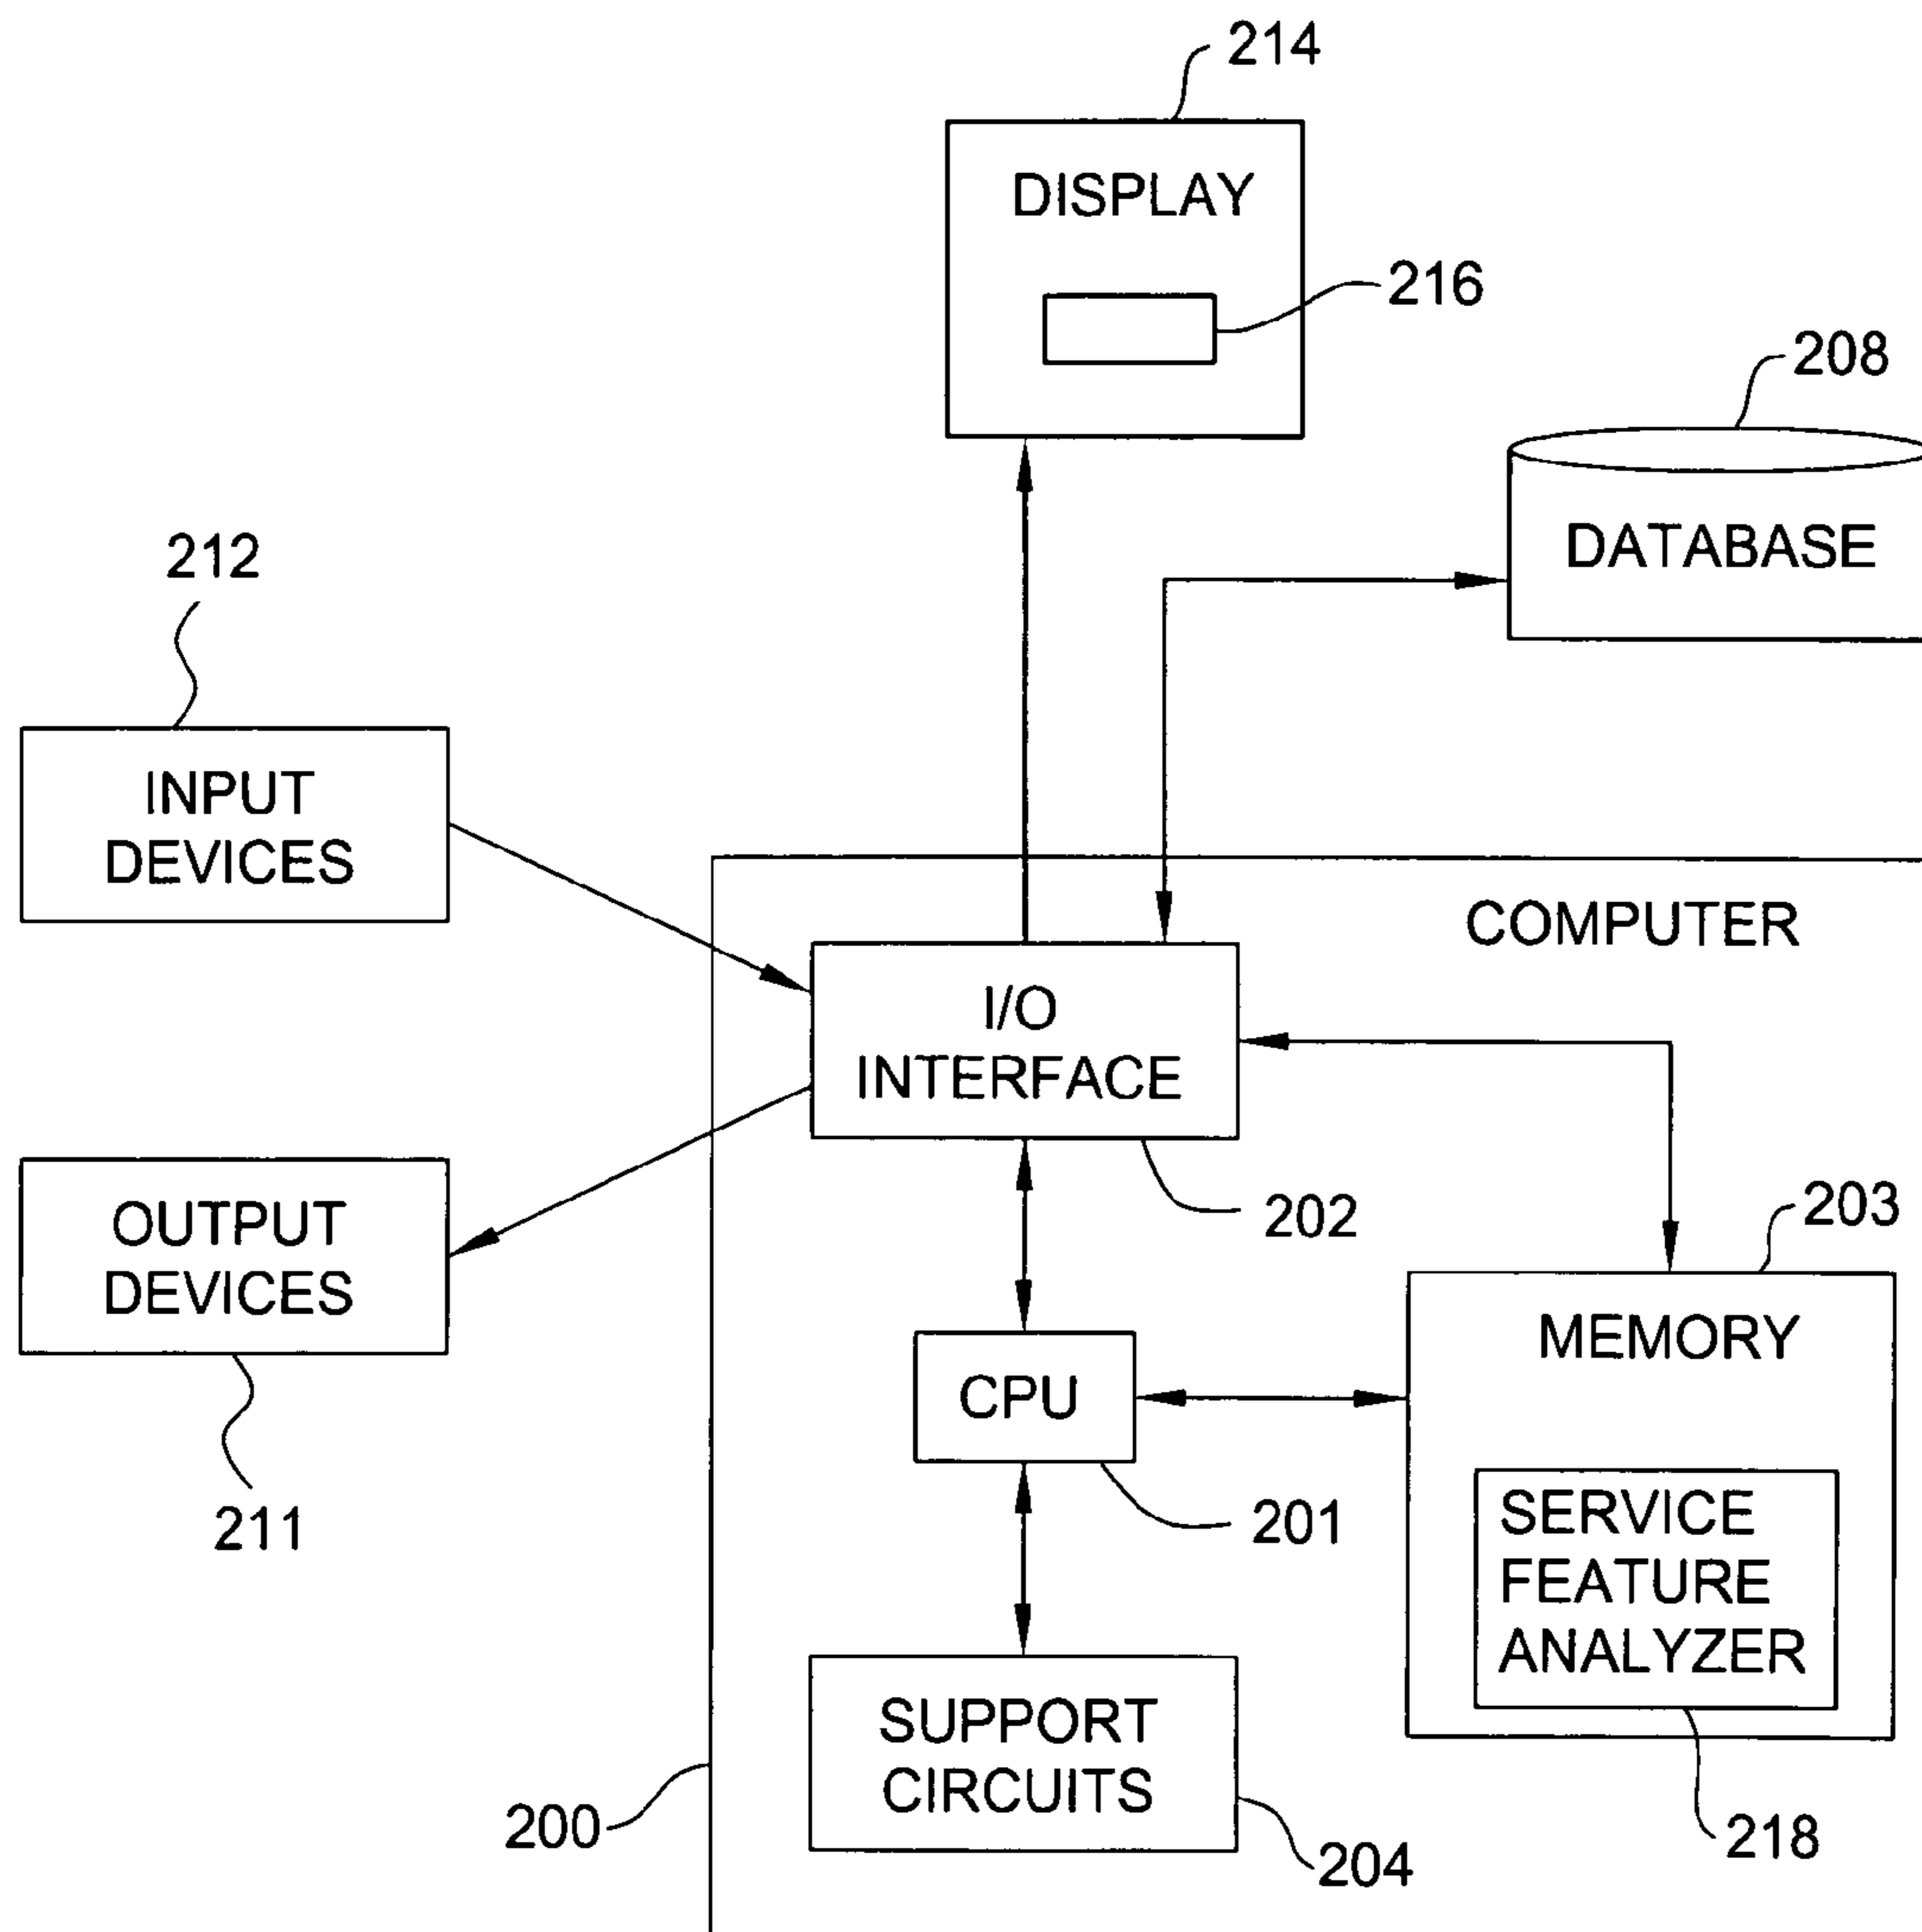 214
DISPLAY
216
208
DATABASE
212
INPUT
DEVICES
COMPUTER
I/O
INTERFACE
202
203
OUTPUT
DEVICES
211
MEMORY
CPU
201
SERVICE
FEATURE
ANALYZER
SUPPORT
CIRCUITS
200
204
218